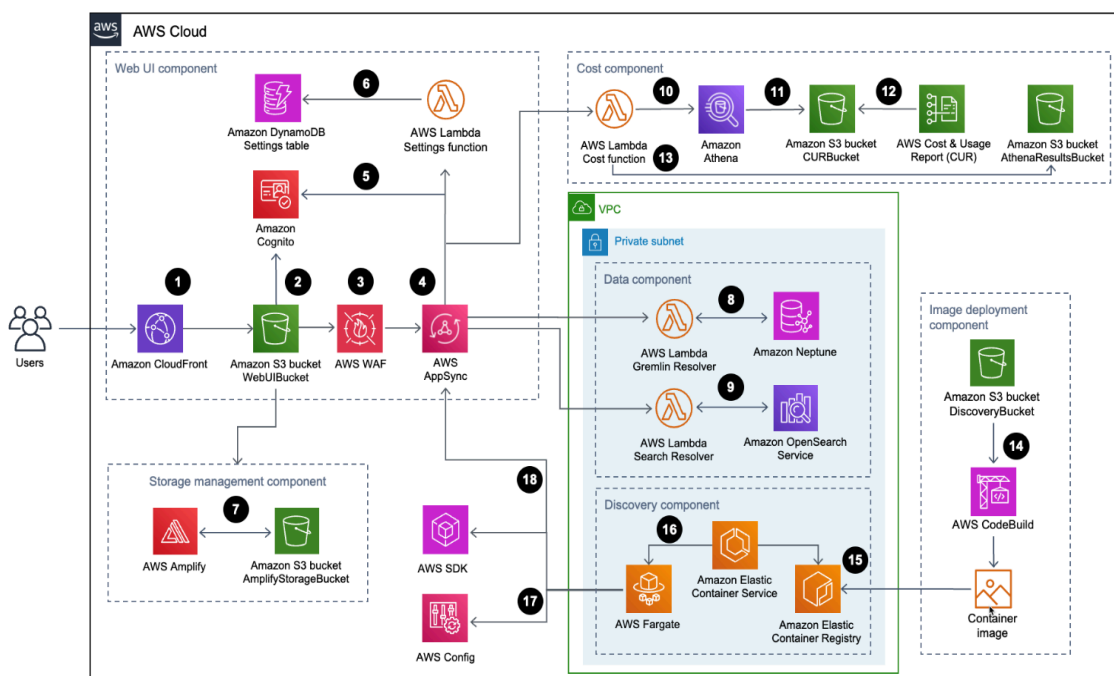 aws
AWS Cloud
Web UI component
6
Amazon DynamoDB
Settings table
AWS Lambda
Settings function
5
Amazon
Cognito
1
2
3
4
Users
Amazon CloudFront
Amazon S3 bucket
WebUIBucket
AWS WAF
AWS
AppSync
Cost component
10
11
12
AWS Lambda
Cost function
Amazon
Athena
Amazon S3 bucket
CURBucket
AWS Cost & Usage
Report (CUR)
Amazon S3 bucket
AthenaResultsBucket
13
VPC
Private subnet
Data component
8
AWS Lambda
Gremlin Resolver
Amazon Neptune
9
AWS Lambda
Search Resolver
Amazon OpenSearch
Service
Image deployment
component
Amazon S3 bucket
DiscoveryBucket
14
AWS CodeBuild
Container
image
Storage management component
7
AWS Amplify
Amazon S3 bucket
AmplifyStorageBucket
18
AWS SDK
17
AWS Config
Discovery component
16
15
Amazon Elastic
Container Service
AWS Fargate
Amazon Elastic
Container Registry